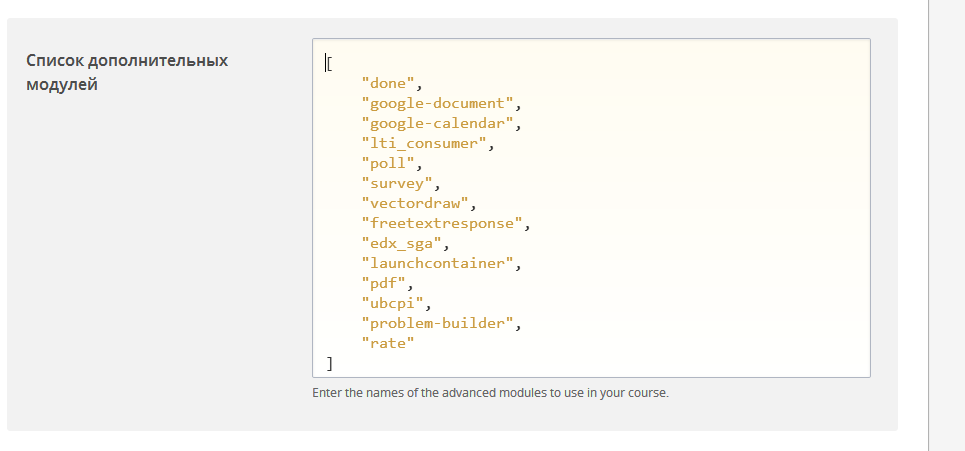 Список дополнительных
модулей
[
"done",
"google-document",
"google-calendar",
"lti_consumer",
"poll",
"survey",
"vectordraw",
"freetextresponse",
"edx_sga",
"launchcontainer",
"pdf",
"ubcpi",
"problem-builder",
"rate"
]
Enter the names of the advanced modules to use in your course.